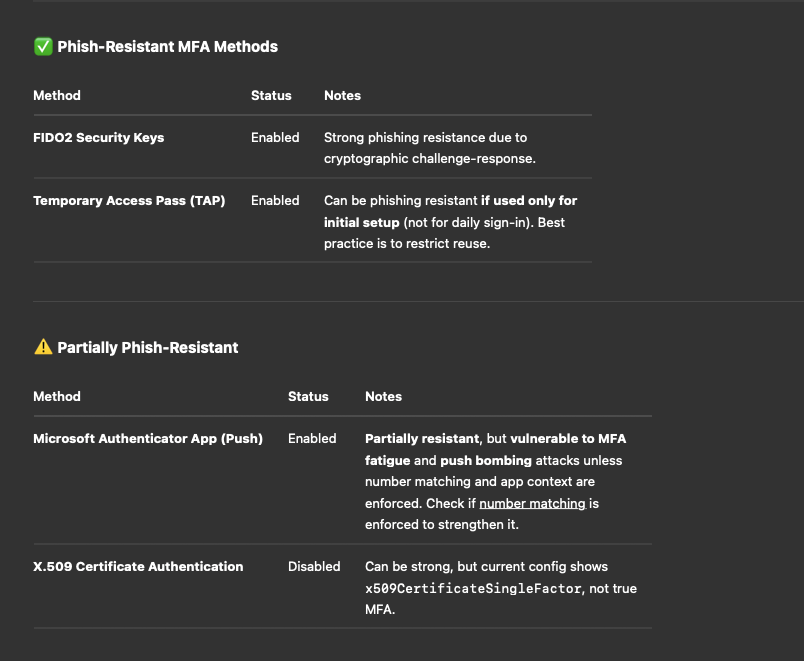 ✅ Phish-Resistant MFA Methods
Method Status Notes
FIDO2 Security Keys Enabled Strong phishing resistance due to
cryptographic challenge-response.
Temporary Access Pass (TAP) Enabled Can be phishing resistant if used only for
initial setup (not for daily sign-in). Best
practice is to restrict reuse.
⚠️ Partially Phish-Resistant
Method Status Notes
Microsoft Authenticator App (Push) Enabled Partially resistant, but vulnerable to MFA
fatigue and push bombing attacks unless
number matching and app context are
enforced. Check if number matching is
enforced to strengthen it.
X.509 Certificate Authentication Disabled Can be strong, but current config shows
x509CertificateSingleFactor, not true
MFA.